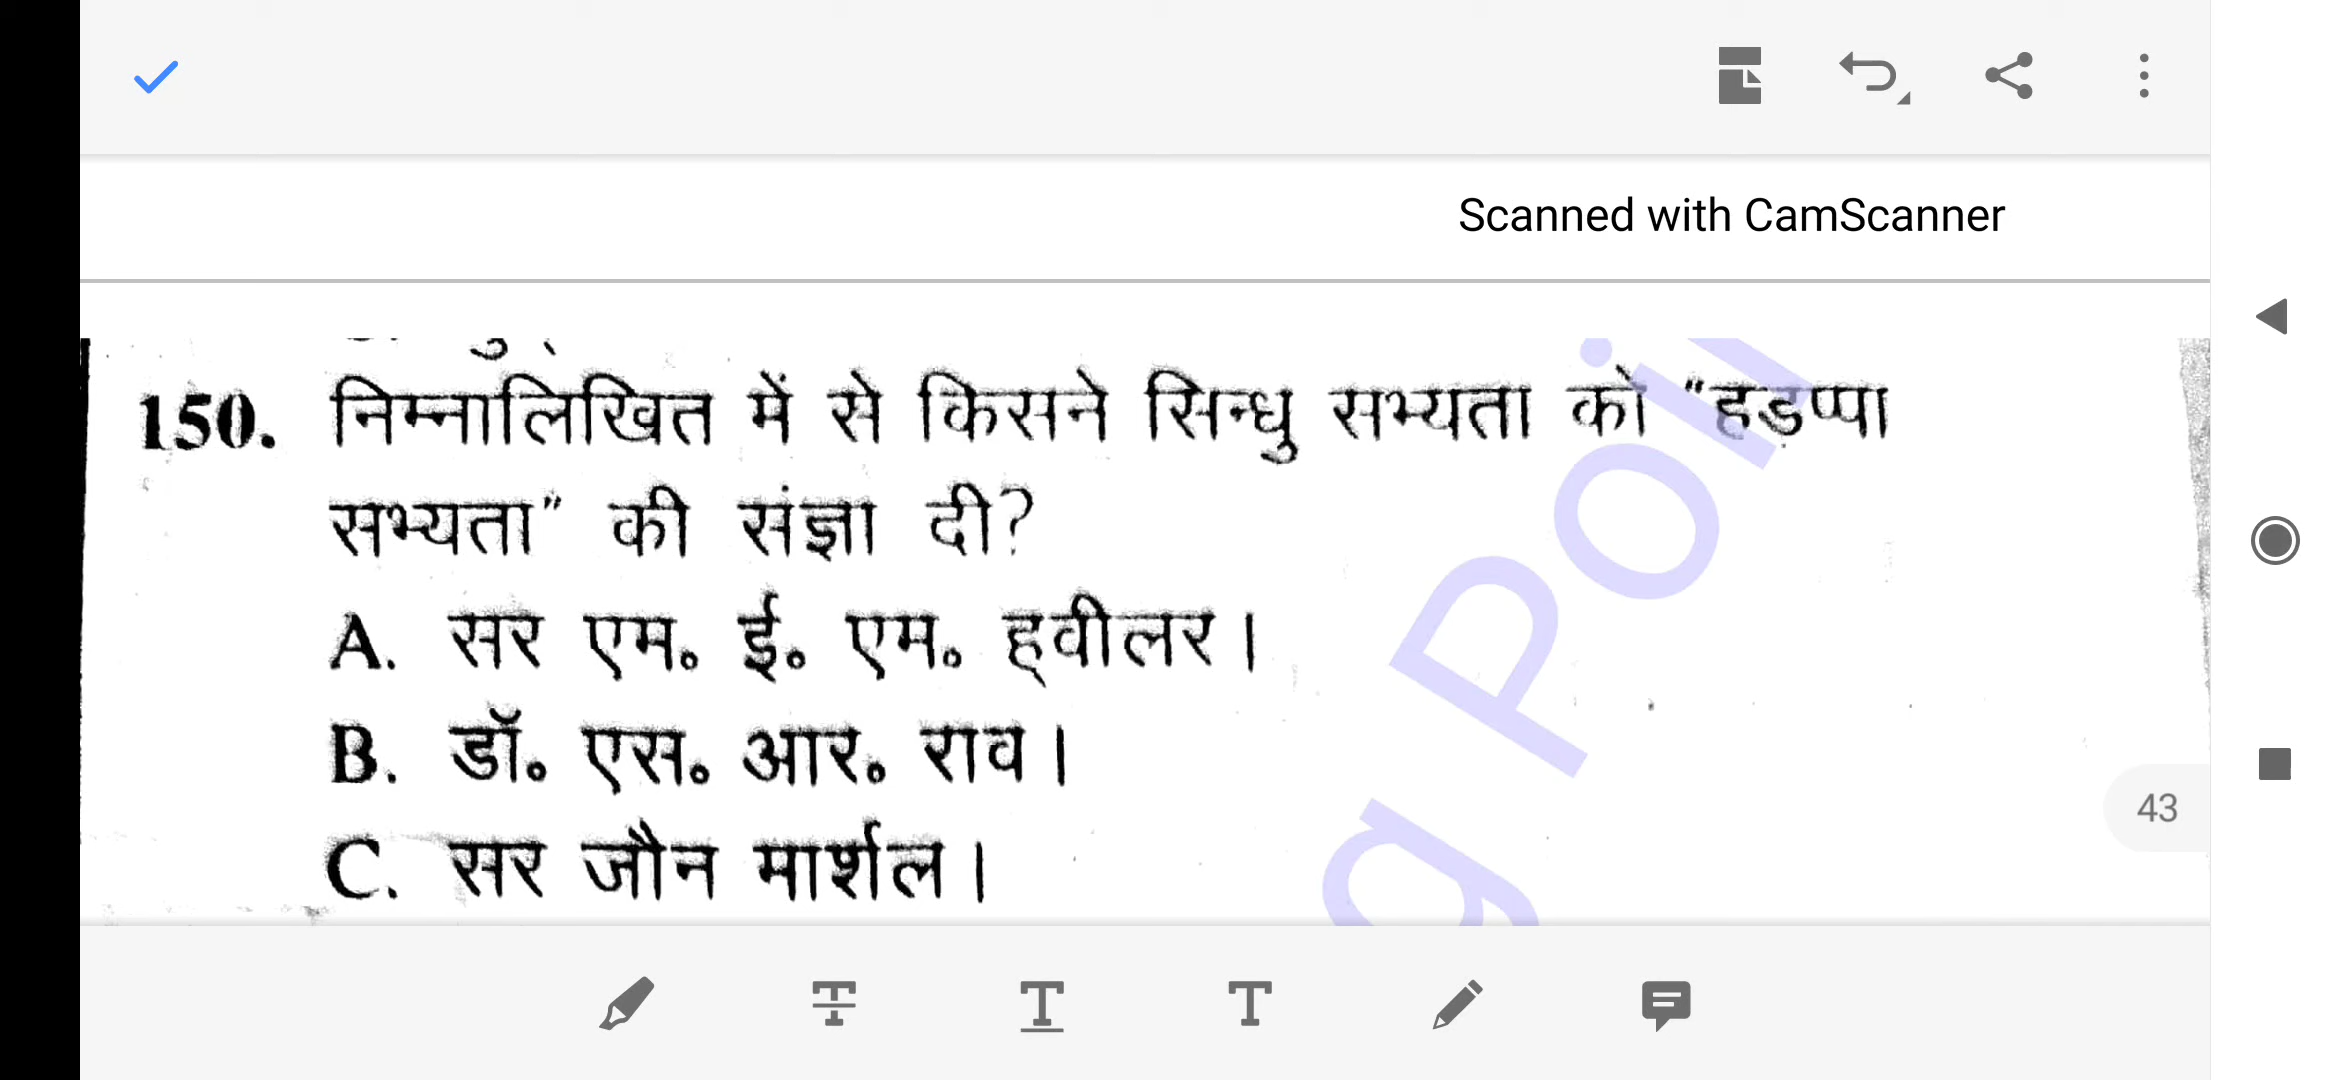 Scanned with CamScanner
150. निम्नालिखित में से किसने सिन्धु सभ्यता को "हड़प्पा
सभ्यता" की संज्ञा दी?
A. सर एम॰ ई॰ एम॰ ह्वीलर।
B. डॉ॰ एस॰ आर॰ राव।
C. सर जौन मार्शल।
43
g Poi